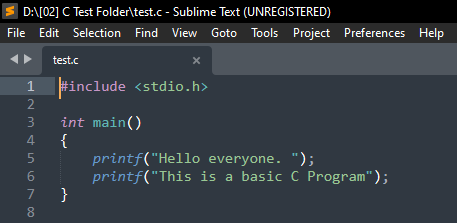 D:\[02] C Test Folder\test.c - Sublime Text (UNREGISTERED)
File Edit Selection Find View Goto Tools Project Preferences Help
test.c ×
1 #include <stdio.h>
2
3 int main()
4 {
5 printf("Hello everyone. ");
6 printf("This is a basic C Program");
7 }
8